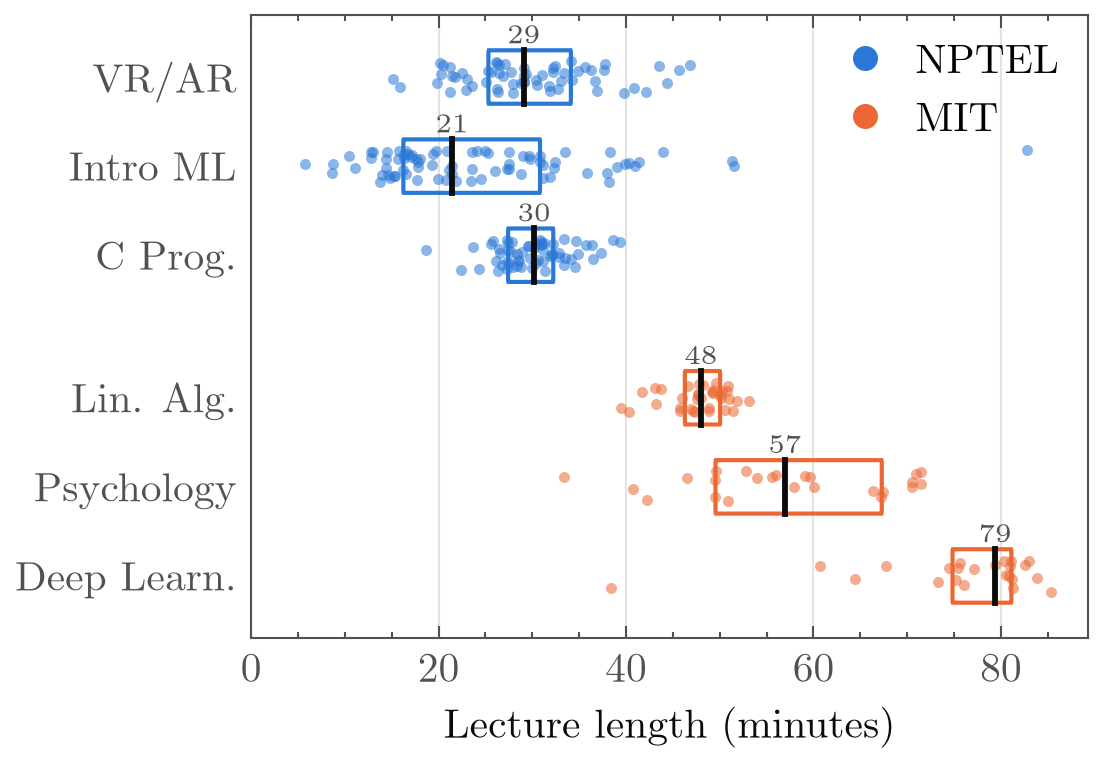 29
VR/AR
NPTEL
MIT
21
Intro ML
30
C Prog.
48
Lin. Alg.
57
Psychology
79
Deep Learn.
0 20 40 60 80
Lecture length (minutes)